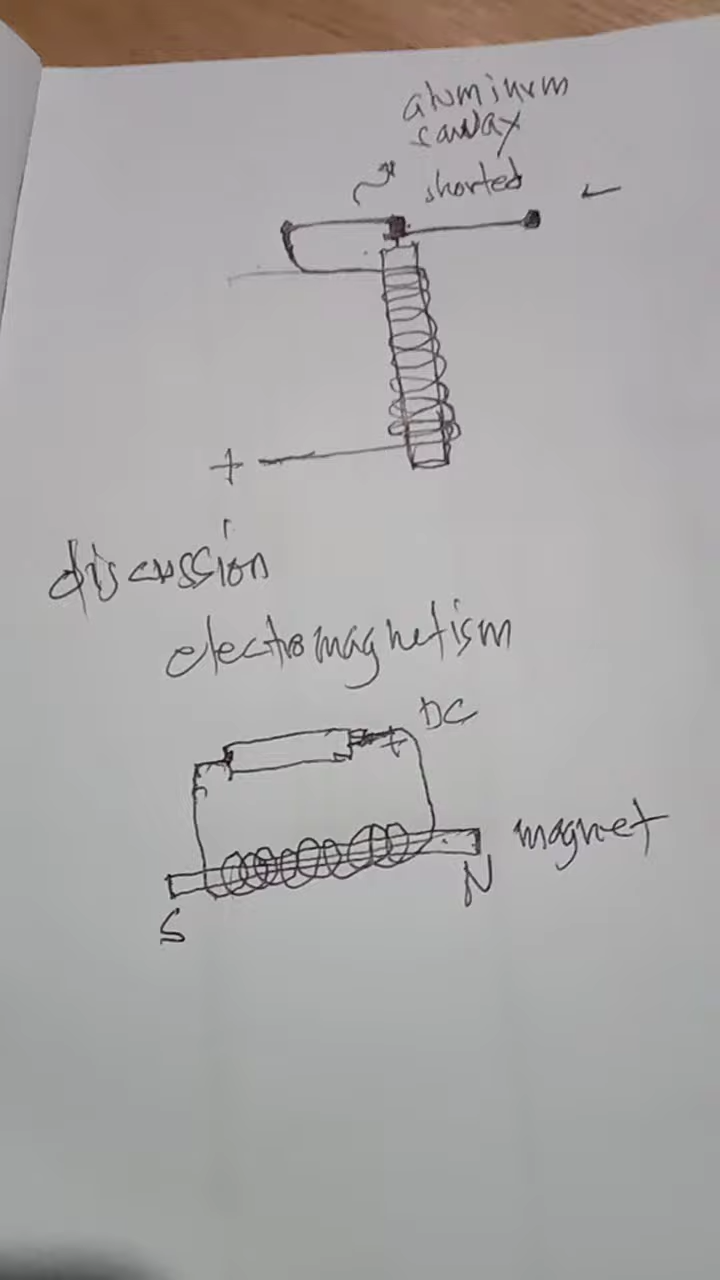 aluminum
shorted
+
discussion
electromagnetism
DC
+
magnet
N
S